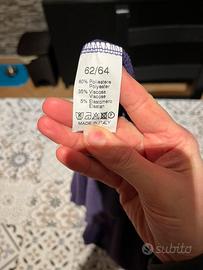 62/64
60% Poliestere
Polyester
35% Viscosa
Viscose
5% Elastomero
Elastan
MADE IN ITALY
subito